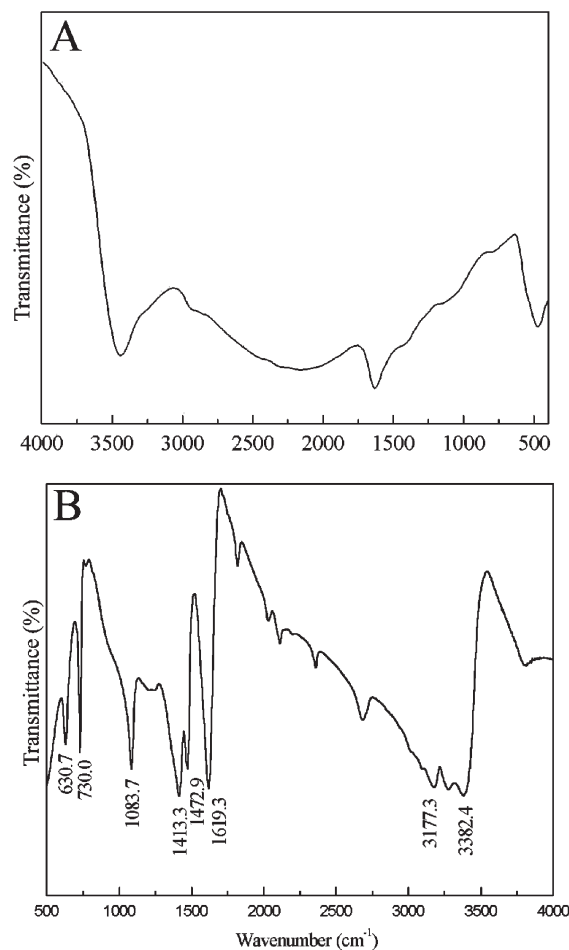 A
Transmittance (%)
4000 3500 3000 2500 2000 1500 1000 500
B
Transmittance (%)
630.7
730.0
1083.7
1413.3
1472.9
1619.3
3177.3
3382.4
500 1000 1500 2000 2500 3000 3500 4000
Wavenumber (cm⁻¹)